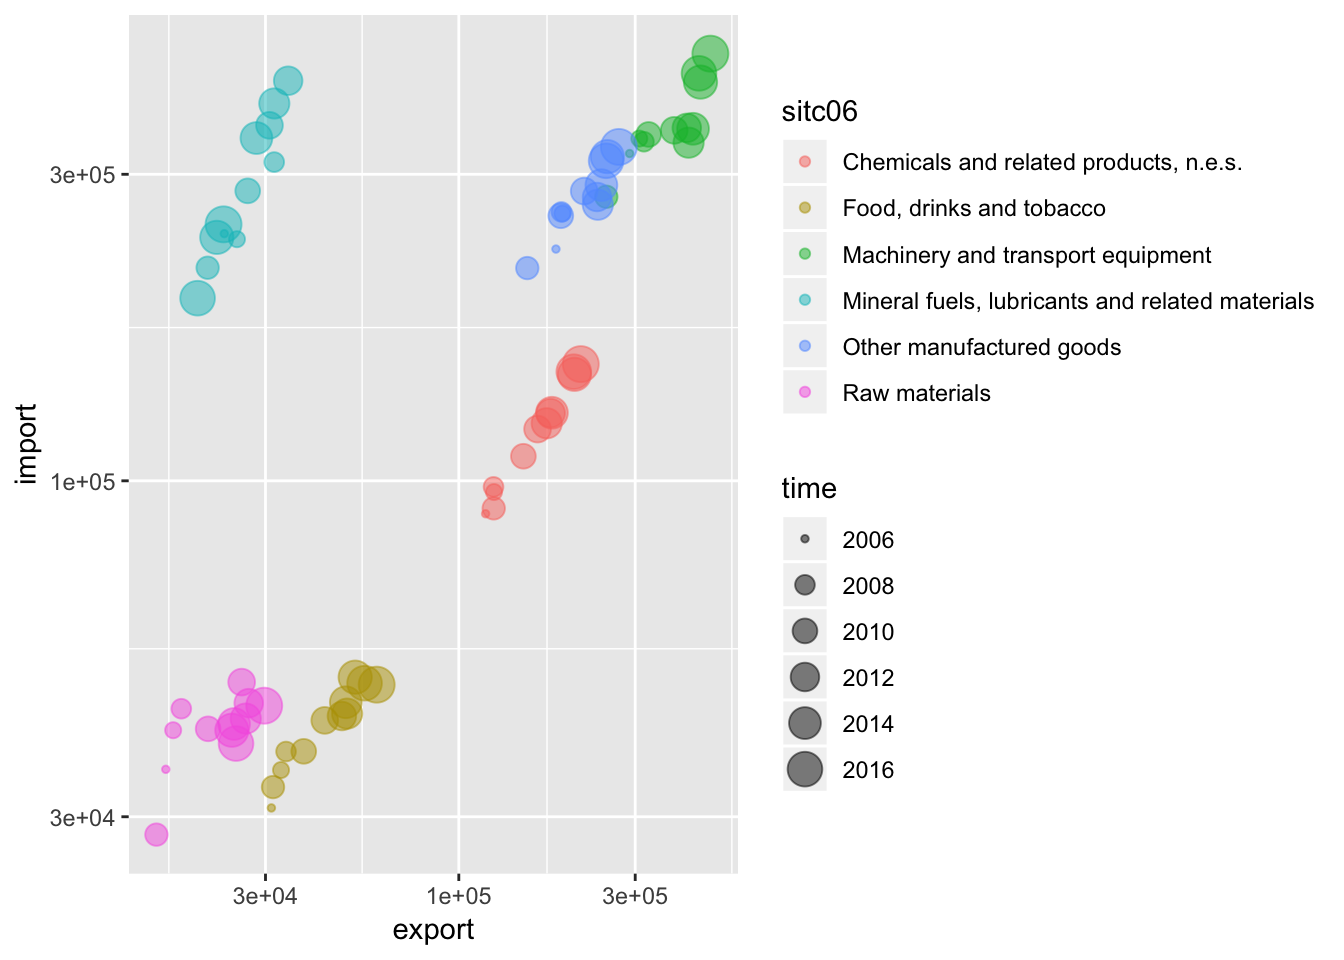 import
3e+05
1e+05
3e+04
3e+04
1e+05
3e+05
export
sitc06
Chemicals and related products, n.e.s.
Food, drinks and tobacco
Machinery and transport equipment
Mineral fuels, lubricants and related materials
Other manufactured goods
Raw materials
time
2006
2008
2010
2012
2014
2016